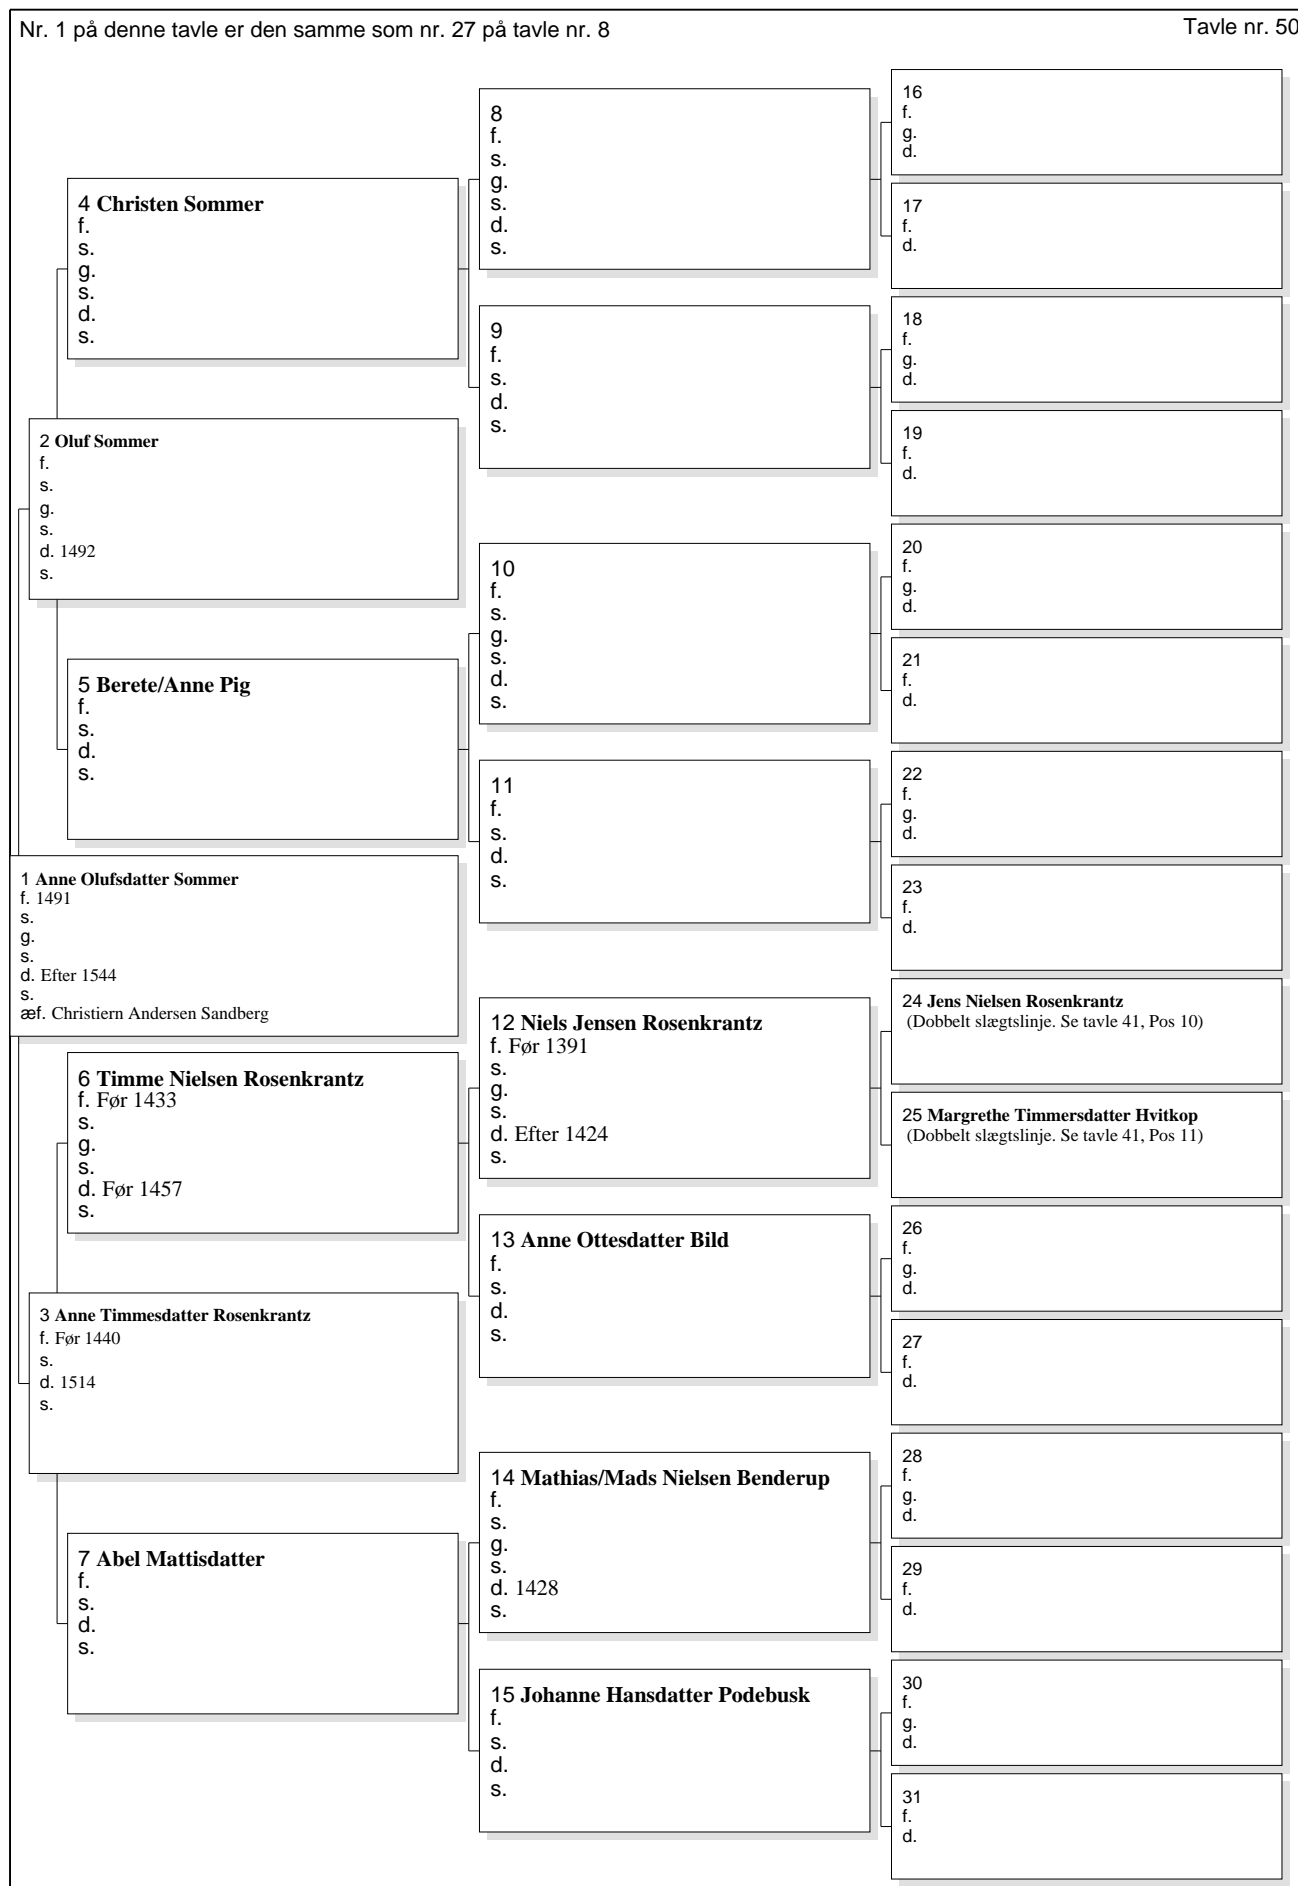 Nr. 1 på denne tavle er den samme som nr. 27 på tavle nr. 8
Tavle nr. 50
1 Anne Olufsdatter Sommer
f. 1491
s.
g.
s.
d. Efter 1544
s.
æf. Christiern Andersen Sandberg
2 Oluf Sommer
f.
s.
g.
s.
d. 1492
s.
3 Anne Timmesdatter Rosenkrantz
f. Før 1440
s.
d. 1514
s.
4 Christen Sommer
f.
s.
g.
s.
d.
s.
5 Berete/Anne Pig
f.
s.
d.
s.
6 Timme Nielsen Rosenkrantz
f. Før 1433
s.
g.
s.
d. Før 1457
s.
7 Abel Mattisdatter
f.
s.
d.
s.
8
f.
s.
g.
s.
d.
s.
9
f.
s.
d.
s.
10
f.
s.
g.
s.
d.
s.
11
f.
s.
d.
s.
12 Niels Jensen Rosenkrantz
f. Før 1391
s.
g.
s.
d. Efter 1424
s.
13 Anne Ottesdatter Bild
f.
s.
d.
s.
14 Mathias/Mads Nielsen Benderup
f.
s.
g.
s.
d. 1428
s.
15 Johanne Hansdatter Podebusk
f.
s.
d.
s.
16
f.
g.
d.
17
f.
d.
18
f.
g.
d.
19
f.
d.
20
f.
g.
d.
21
f.
d.
22
f.
g.
d.
23
f.
d.
24 Jens Nielsen Rosenkrantz
(Dobbelt slægtslinje. Se tavle 41, Pos 10)
25 Margrethe Timmersdatter Hvitkop
(Dobbelt slægtslinje. Se tavle 41, Pos 11)
26
f.
g.
d.
27
f.
d.
28
f.
g.
d.
29
f.
d.
30
f.
g.
d.
31
f.
d.